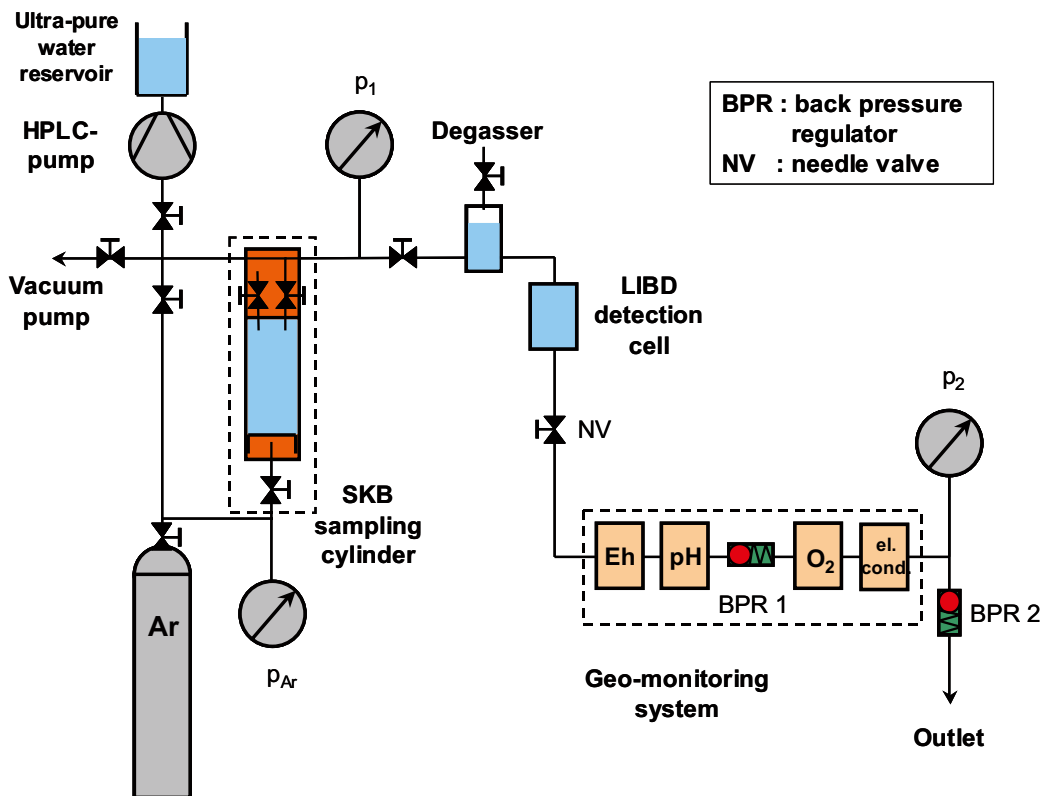 Ultra-pure
water
reservoir
HPLC-
pump
p1
Degasser
BPR : back pressure
regulator
NV : needle valve
Vacuum
pump
LIBD
detection
cell
p2
NV
SKB
sampling
cylinder
Eh
pH
O2
el.
cond.
BPR 1
BPR 2
Ar
pAr
Geo-monitoring
system
Outlet